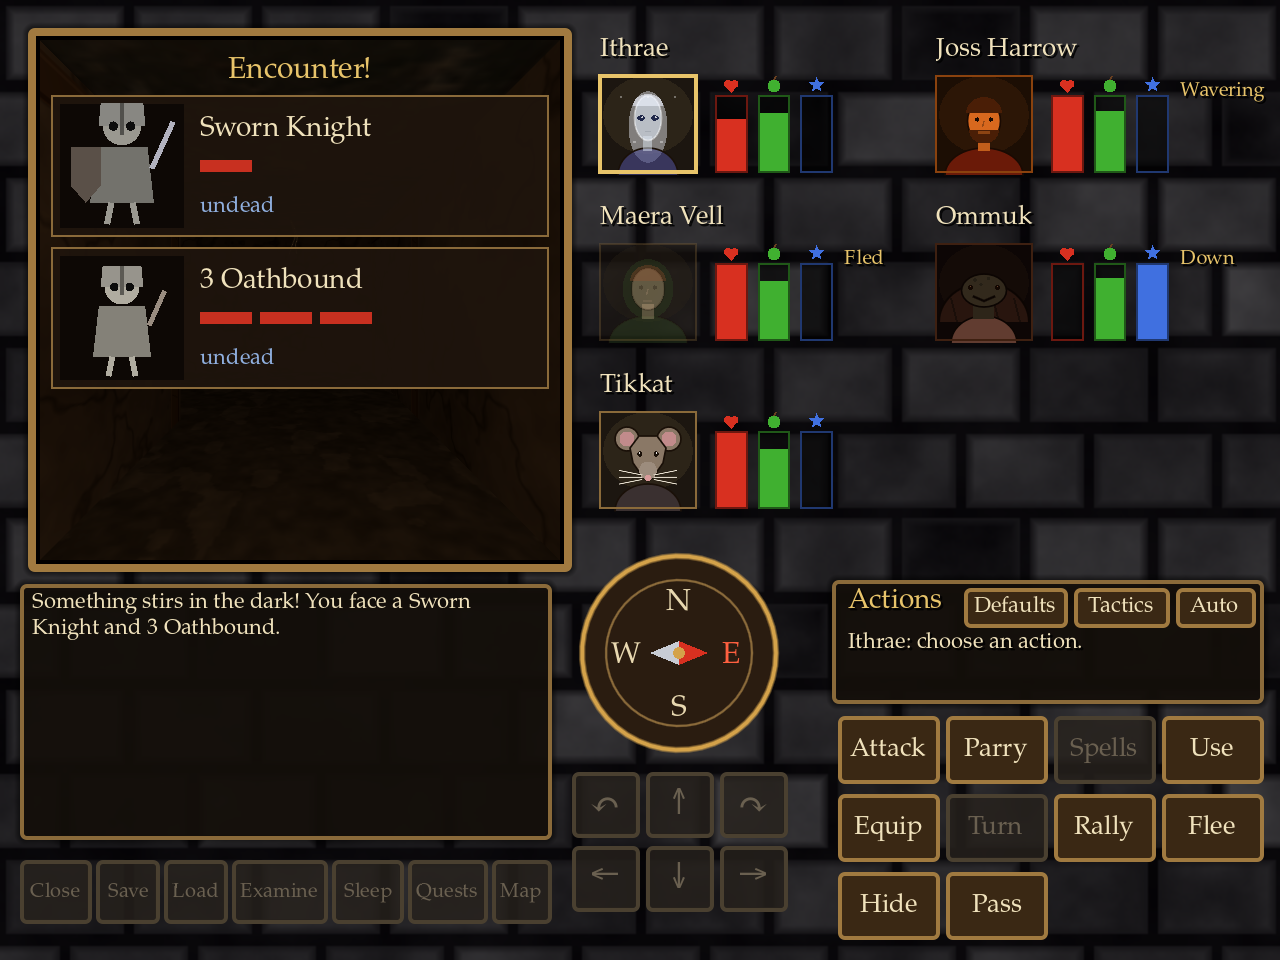 Encounter!
Sworn Knight
undead
3 Oathbound
undead
Ithrae
Joss Harrow
Wavering
Maera Vell
Fled
Ommuk
Down
Tikkat
Something stirs in the dark! You face a Sworn
Knight and 3 Oathbound.
N
W E
S
Actions Defaults Tactics Auto
Ithrae: choose an action.
Attack Parry Spells Use
Equip Turn Rally Flee
Hide Pass
Close Save Load Examine Sleep Quests Map